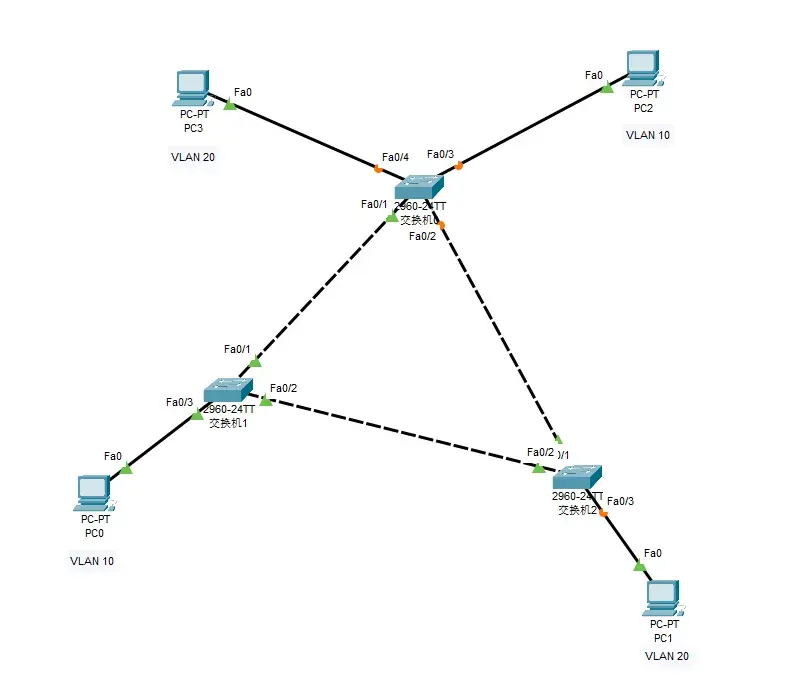 Fa0
PC-PT
PC3
VLAN 20
Fa0
PC-PT
PC2
VLAN 10
Fa0/4
Fa0/3
Fa0/1
2960-24TT
交换机0
Fa0/2
Fa0/1
Fa0/2
Fa0/3
2960-24TT
交换机1
Fa0
PC-PT
PC0
VLAN 10
Fa0/2
)/1
2960-24TT
Fa0/3
交换机2
Fa0
PC-PT
PC1
VLAN 20